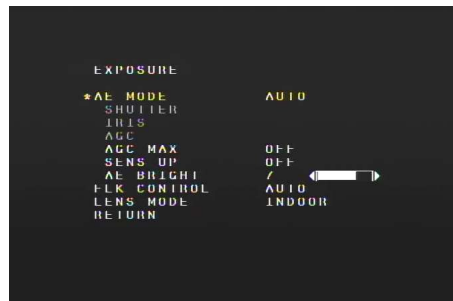 EXPOSURE
*AE MODE AUTO
SHUTTER
IRIS
AGC
AGC MAX OFF
SENS UP OFF
AE BRIGHT 7
FLK CONTROL AUTO
LENS MODE INDOOR
RETURN